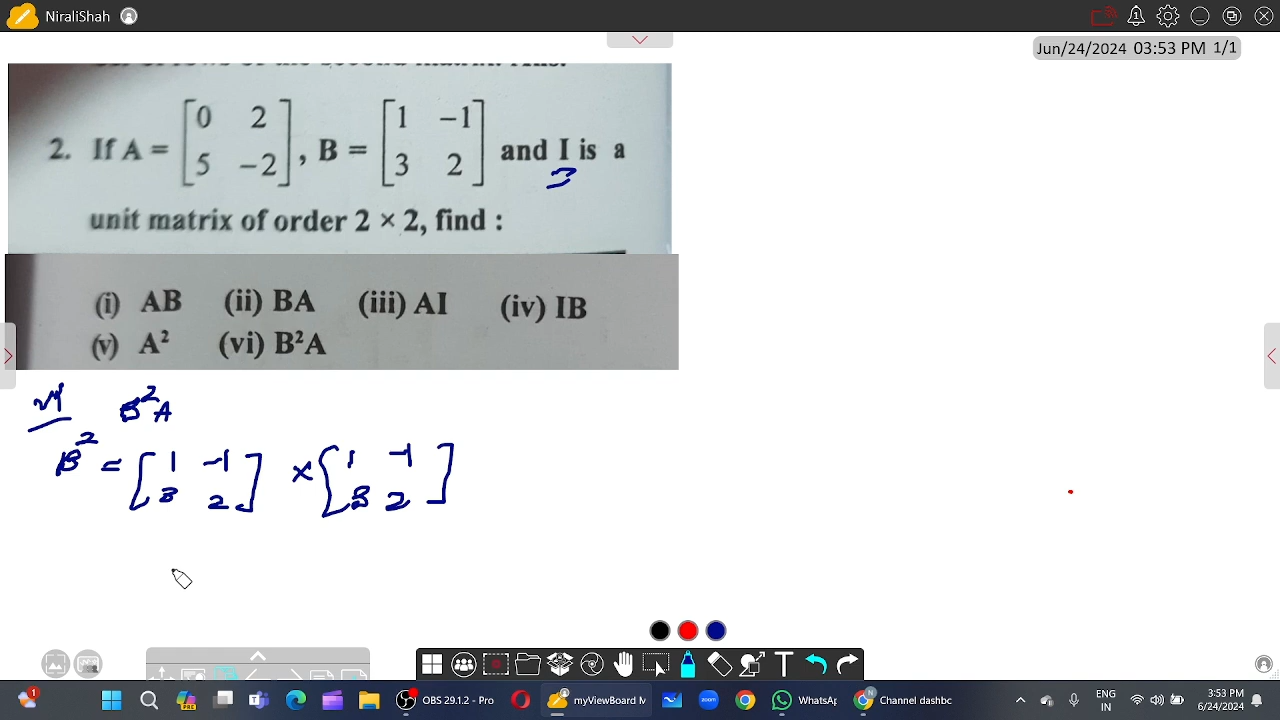 NiraliShah
Jun/24/2024 03:53 PM 1/1
2. If A = [0 2
5 -2], B = [1 -1
3 2] and I is a
unit matrix of order 2 × 2, find :
(i) AB (ii) BA (iii) AI (iv) IB
(v) A² (vi) B²A
vi B²A
B² = [1 -1
3 2] × [1 -1
3 2]
OBS 29.1.2 - Pro
myViewBoard M
zoom
WhatsAp
Channel dashbc
ENG
IN
3:53 PM
6/24/2024